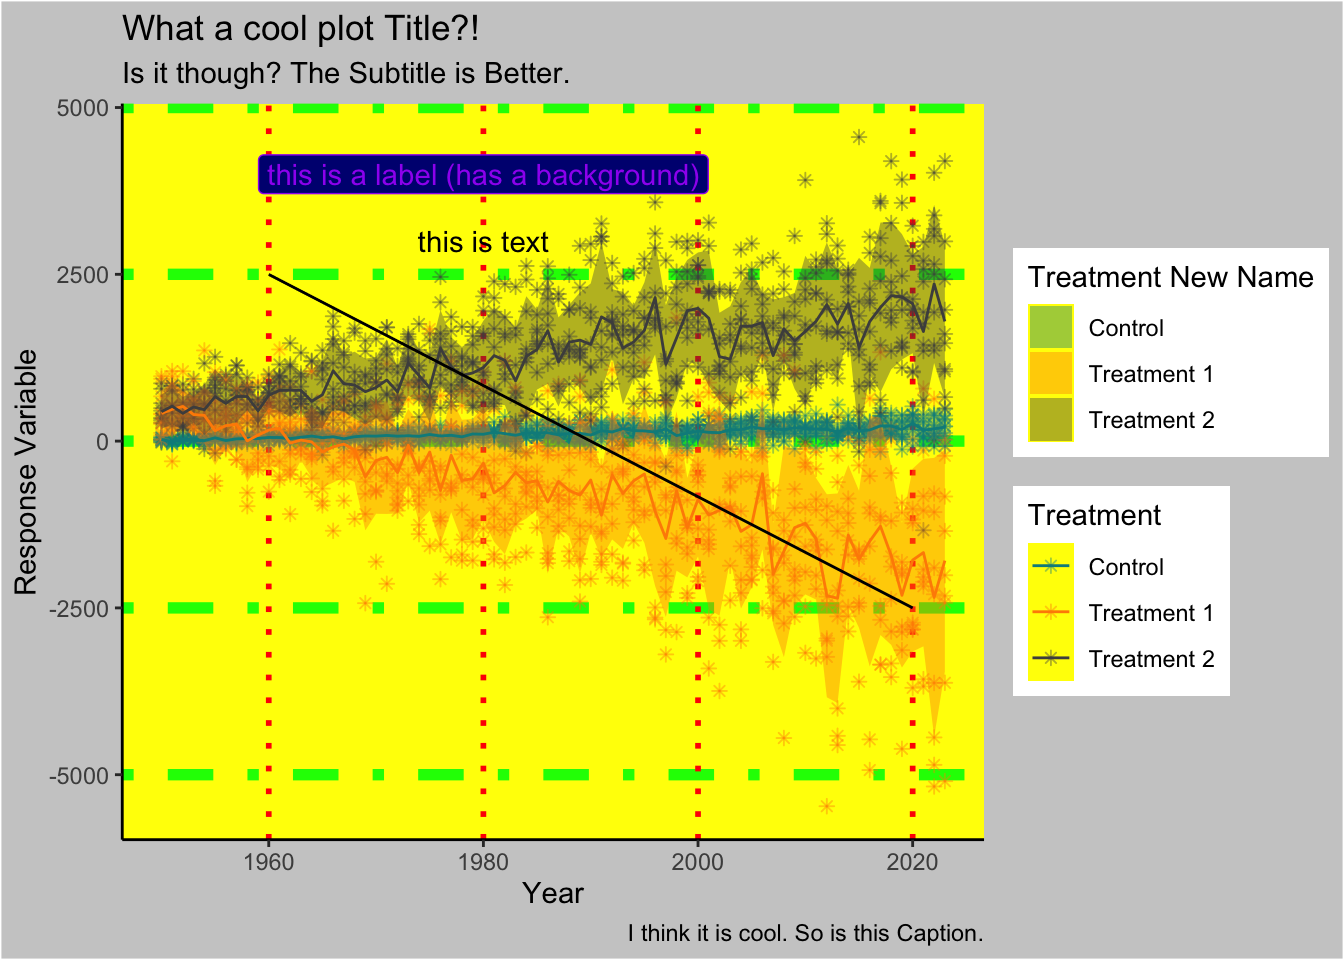 What a cool plot Title?!
Is it though? The Subtitle is Better.
5000
2500
0
-2500
-5000
Response Variable
this is a label (has a background)
this is text
1960 1980 2000 2020
Year
I think it is cool. So is this Caption.
Treatment New Name
Control
Treatment 1
Treatment 2
Treatment
Control
Treatment 1
Treatment 2